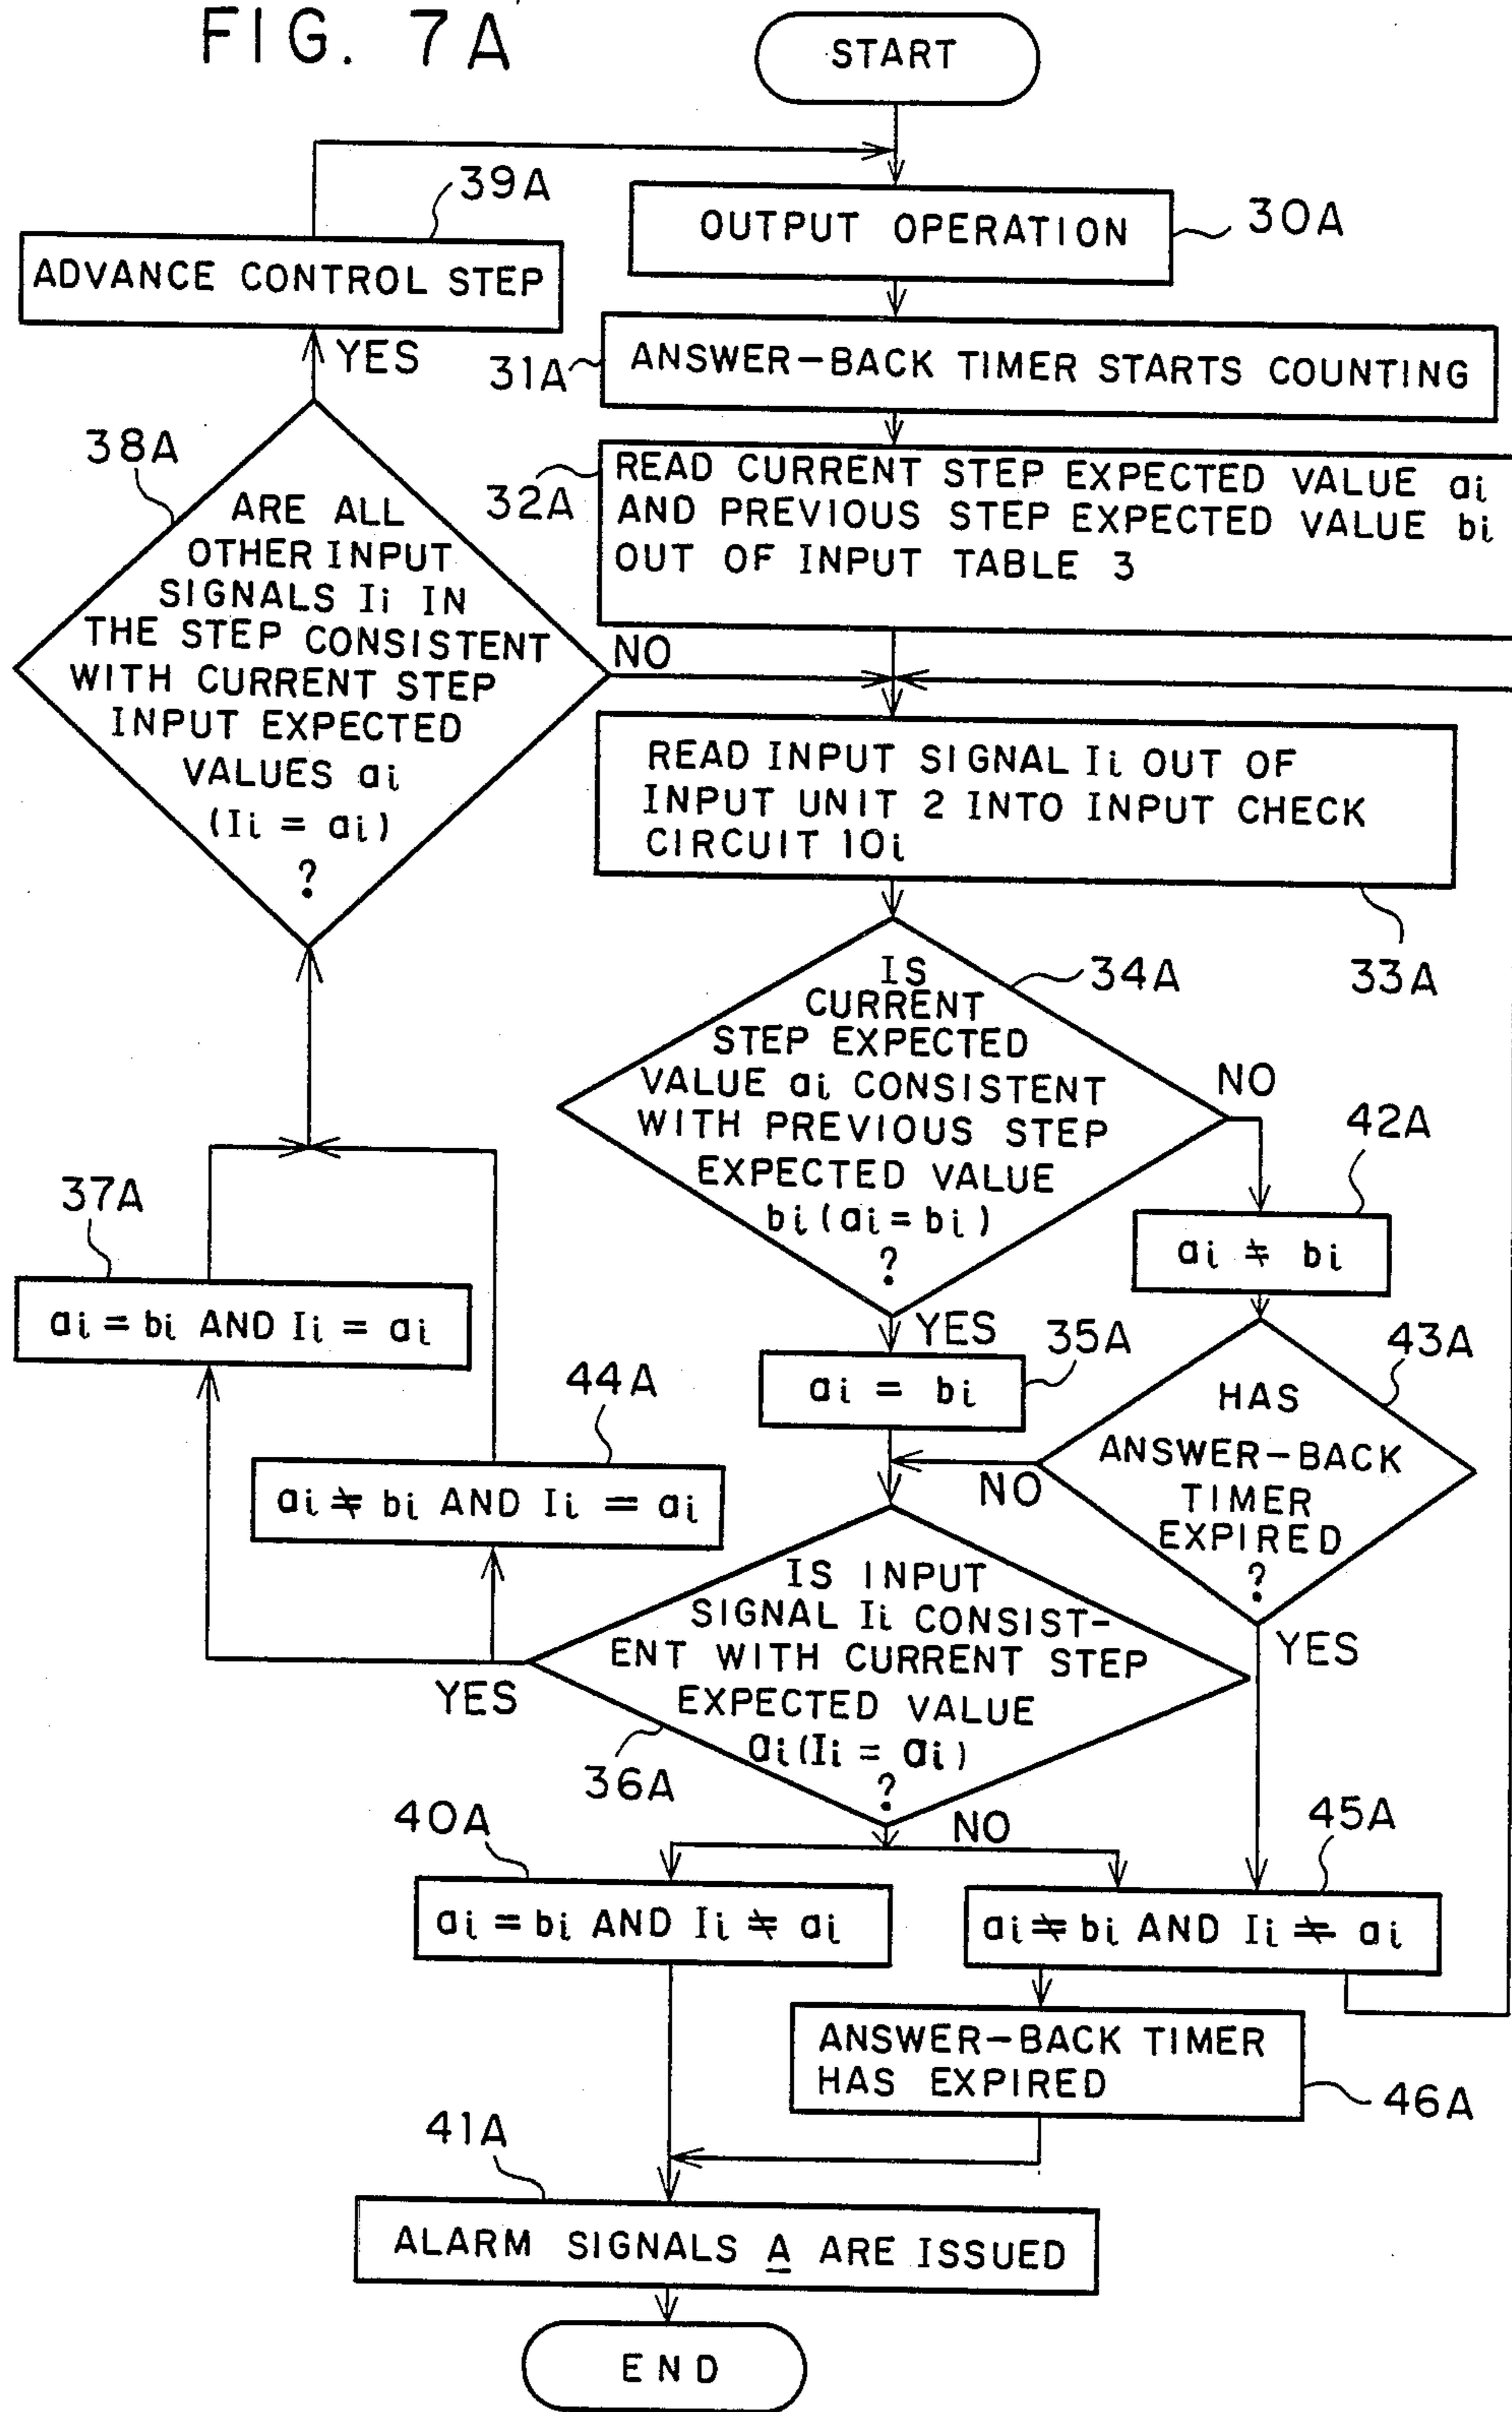 FIG. 7A
START
39A
OUTPUT OPERATION
30A
ADVANCE CONTROL STEP
YES
31A
ANSWER-BACK TIMER STARTS COUNTING
38A
32A
READ CURRENT STEP EXPECTED VALUE ai
AND PREVIOUS STEP EXPECTED VALUE bi
OUT OF INPUT TABLE 3
ARE ALL
OTHER INPUT
SIGNALS Ii IN
THE STEP CONSISTENT
WITH CURRENT STEP
INPUT EXPECTED
VALUES ai
(Ii = ai)
?
NO
READ INPUT SIGNAL Ii OUT OF
INPUT UNIT 2 INTO INPUT CHECK
CIRCUIT 10i
33A
34A
IS
CURRENT
STEP EXPECTED
VALUE ai CONSISTENT
WITH PREVIOUS STEP
EXPECTED VALUE
bi (ai = bi)
?
NO
42A
ai ≠ bi
37A
ai = bi AND Ii = ai
YES
35A
ai = bi
43A
HAS
ANSWER-BACK
TIMER
EXPIRED
?
NO
YES
44A
ai ≠ bi AND Ii = ai
IS INPUT
SIGNAL Ii CONSIST-
ENT WITH CURRENT STEP
EXPECTED VALUE
ai (Ii = ai)
?
YES
36A
NO
40A
ai = bi AND Ii ≠ ai
45A
ai ≠ bi AND Ii ≠ ai
ANSWER-BACK TIMER
HAS EXPIRED
46A
41A
ALARM SIGNALS A ARE ISSUED
END